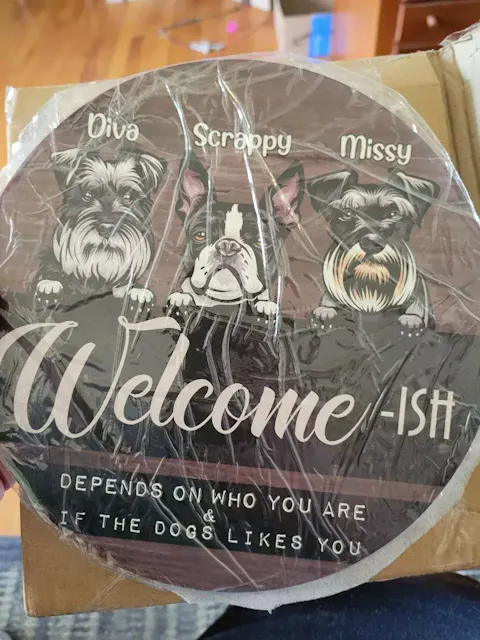 Diva Scrappy Missy
Welcome -ISH
DEPENDS ON WHO YOU ARE
&
IF THE DOGS LIKES YOU